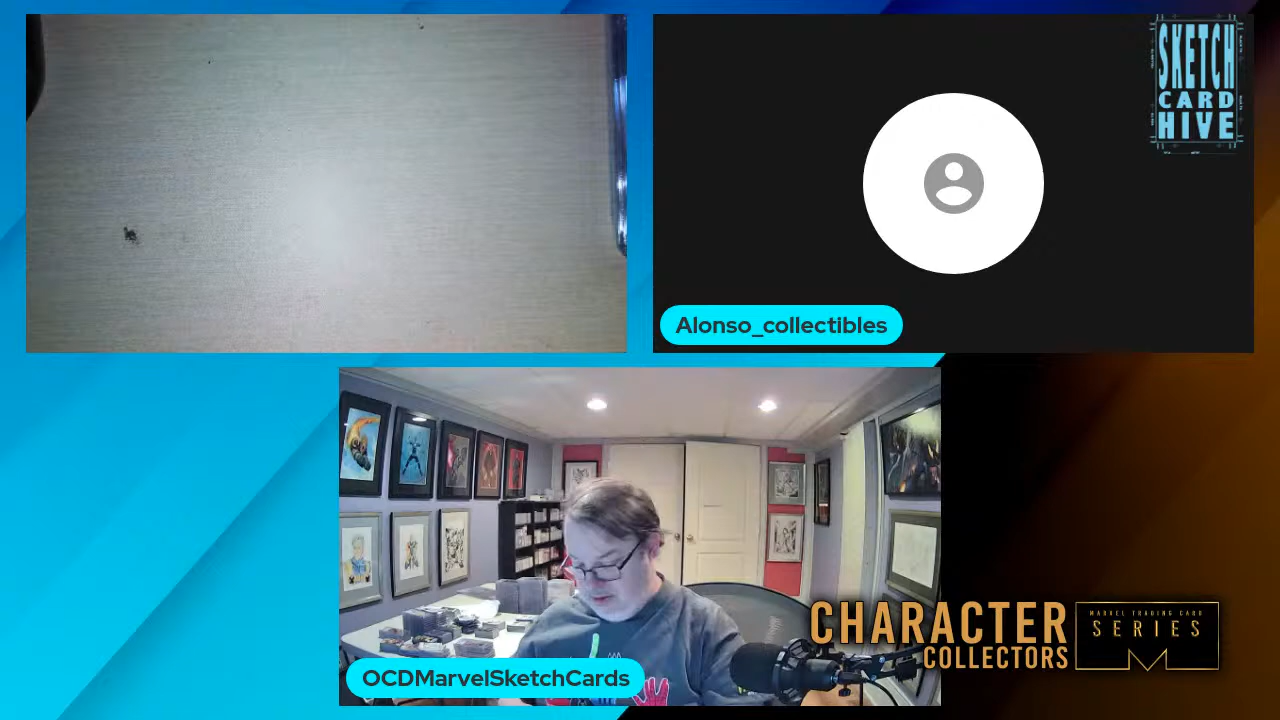 SKETCH
CARD
HIVE
Alonso_collectibles
OCDMarvelSketchCards
CHARACTER
COLLECTORS
MARVEL TRADING CARD
SERIES
M